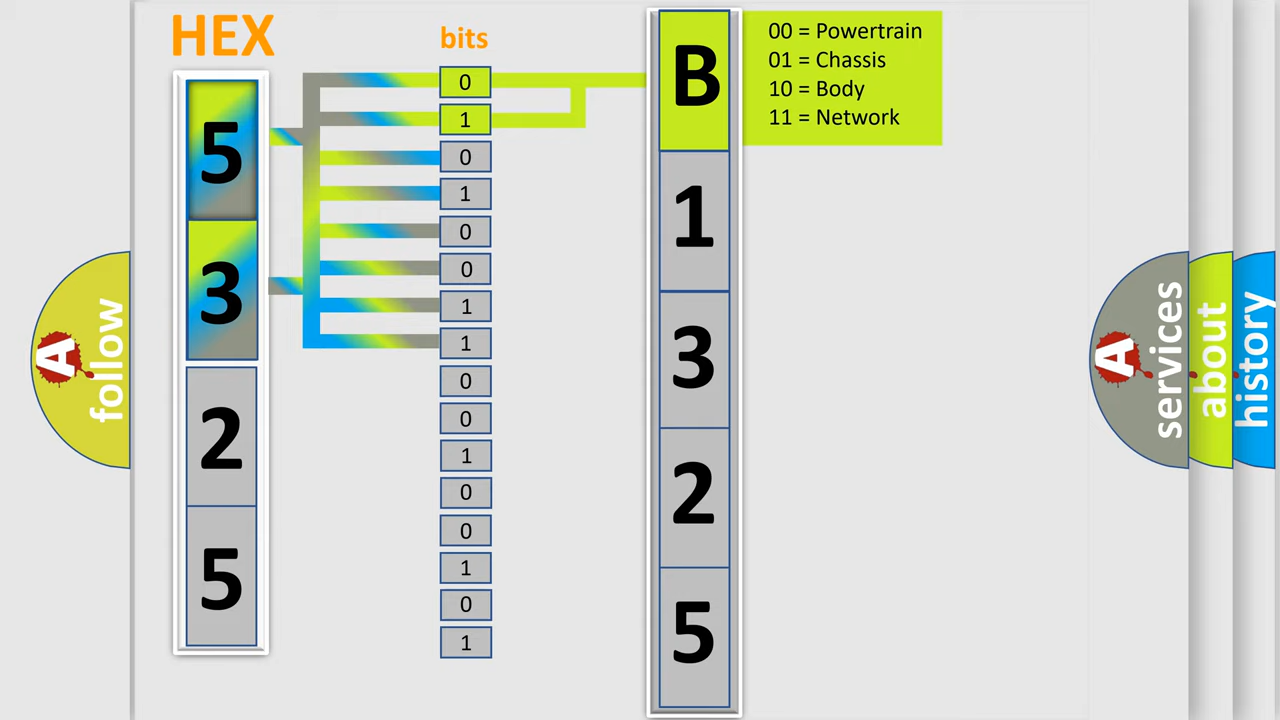 HEX
bits
5
3
2
5
0
1
0
1
0
0
1
1
0
0
1
0
0
1
0
1
B
1
3
2
5
00 = Powertrain
01 = Chassis
10 = Body
11 = Network
A
follow
A
services
about
history